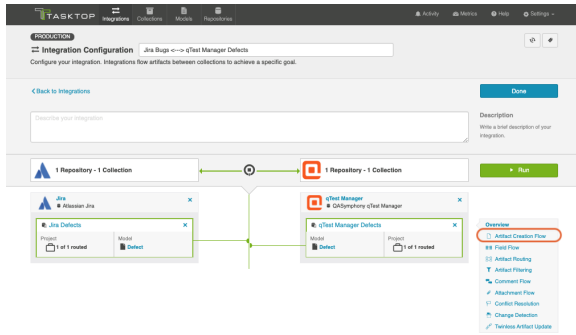 TASKTOP
Integrations
Collections
Models
Repositories
Activity
Metrics
Help
Settings
PRODUCTION
Integration Configuration
Jira Bugs <---> qTest Manager Defects
Configure your integration. Integrations flow artifacts between collections to achieve a specific goal.
Back to Integrations
Done
Describe your integration
Description
Write a brief description of your
integration.
1 Repository - 1 Collection
1 Repository - 1 Collection
Run
Jira
Atlassian Jira
qTest Manager
QASymphony qTest Manager
Jira Defects
Project
1 of 1 routed
Model
Defect
qTest Manager Defects
Model
Defect
Project
1 of 1 routed
Overview
Artifact Creation Flow
Field Flow
Artifact Routing
Artifact Filtering
Comment Flow
Attachment Flow
Conflict Resolution
Change Detection
Twinless Artifact Update